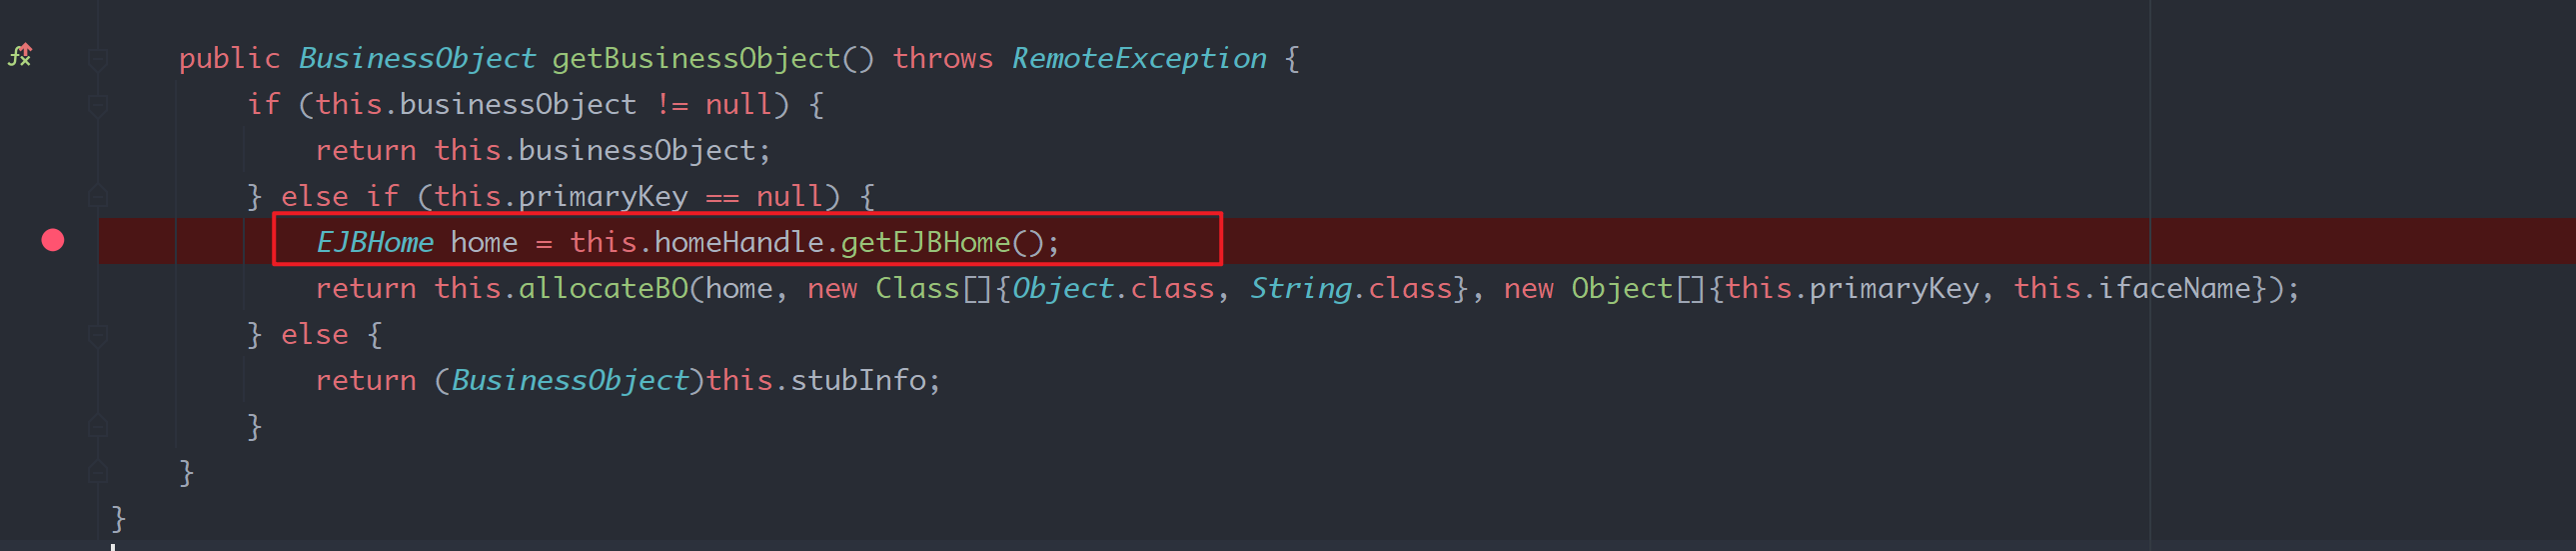 public BusinessObject getBusinessObject() throws RemoteException {
if (this.businessObject != null) {
return this.businessObject;
} else if (this.primaryKey == null) {
EJBHome home = this.homeHandle.getEJBHome();
return this.allocateBO(home, new Class[]{Object.class, String.class}, new Object[]{this.primaryKey, this.ifaceName});
} else {
return (BusinessObject)this.stubInfo;
}
}
}